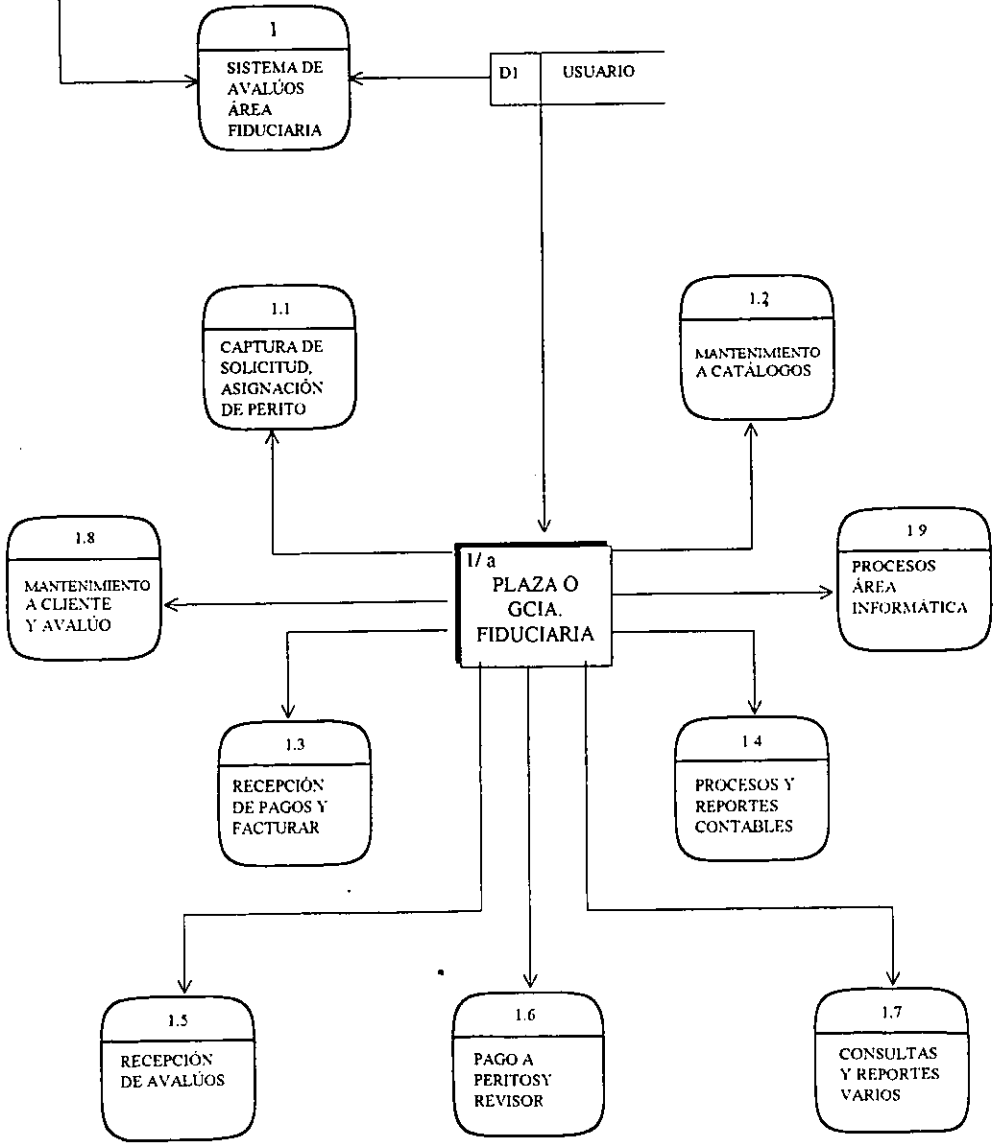 1
SISTEMA DE
AVALÚOS
ÁREA
FIDUCIARIA
D1 USUARIO
1.1
CAPTURA DE
SOLICITUD,
ASIGNACIÓN
DE PERITO
1.2
MANTENIMIENTO
A CATÁLOGOS
1.8
MANTENIMIENTO
A CLIENTE
Y AVALÚO
1/ a
PLAZA O
GCIA.
FIDUCIARIA
1 9
PROCESOS
ÁREA
INFORMÁTICA
1.3
RECEPCIÓN
DE PAGOS Y
FACTURAR
1 4
PROCESOS Y
REPORTES
CONTABLES
1.5
RECEPCIÓN
DE AVALÚOS
1.6
PAGO A
PERITOSY
REVISOR
1.7
CONSULTAS
Y REPORTES
VARIOS